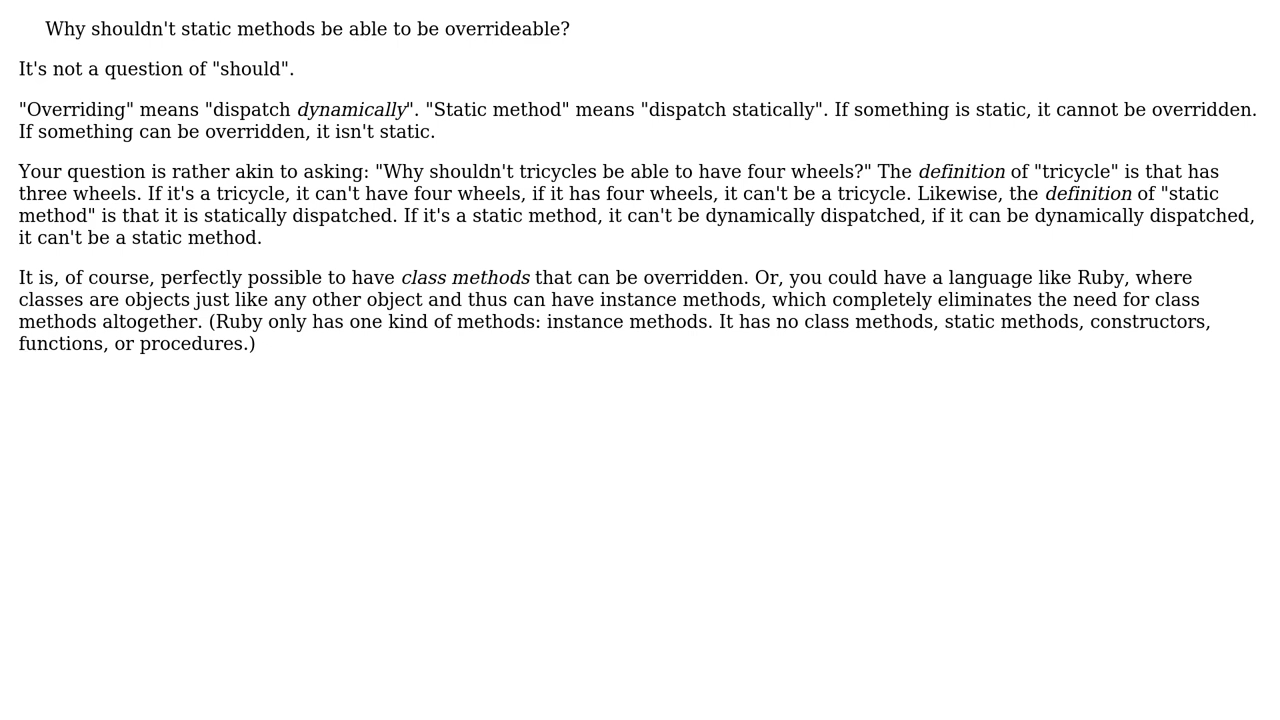 Why shouldn't static methods be able to be overrideable?
It's not a question of "should".
"Overriding" means "dispatch dynamically". "Static method" means "dispatch statically". If something is static, it cannot be overridden.
If something can be overridden, it isn't static.
Your question is rather akin to asking: "Why shouldn't tricycles be able to have four wheels?" The definition of "tricycle" is that has
three wheels. If it's a tricycle, it can't have four wheels, if it has four wheels, it can't be a tricycle. Likewise, the definition of "static
method" is that it is statically dispatched. If it's a static method, it can't be dynamically dispatched, if it can be dynamically dispatched,
it can't be a static method.
It is, of course, perfectly possible to have class methods that can be overridden. Or, you could have a language like Ruby, where
classes are objects just like any other object and thus can have instance methods, which completely eliminates the need for class
methods altogether. (Ruby only has one kind of methods: instance methods. It has no class methods, static methods, constructors,
functions, or procedures.)